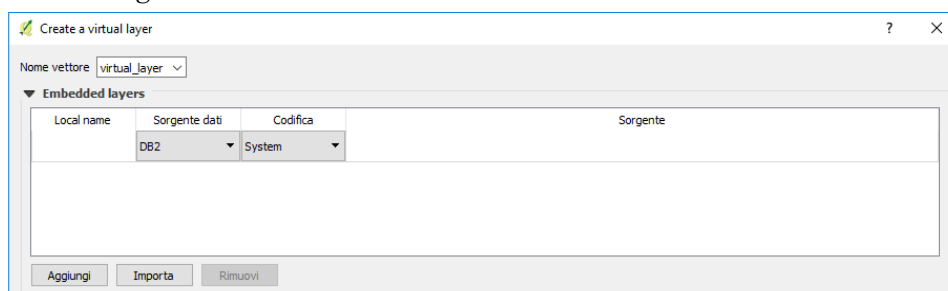 Create a virtual layer ?
Nome vettore virtual_layer
Embedded layers
Local name Sorgente dati Codifica Sorgente
DB2 System
Aggiungi Importa Rimuovi